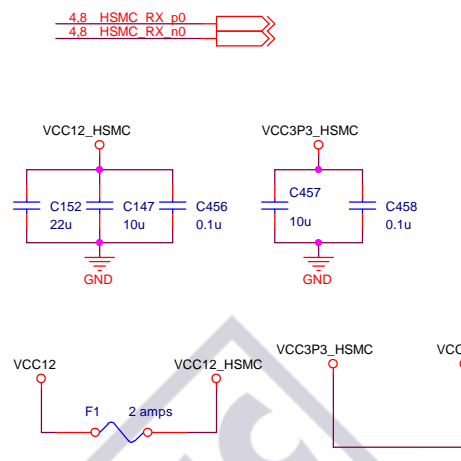 4,8 HSMC_RX_p0
4,8 HSMC_RX_n0
VCC12_HSMC
VCC3P3_HSMC
C152
22u
C147
10u
C456
0.1u
C457
10u
C458
0.1u
GND
GND
VCC12
VCC12_HSMC
VCC3P3_HSMC
VCC
F1
2 amps